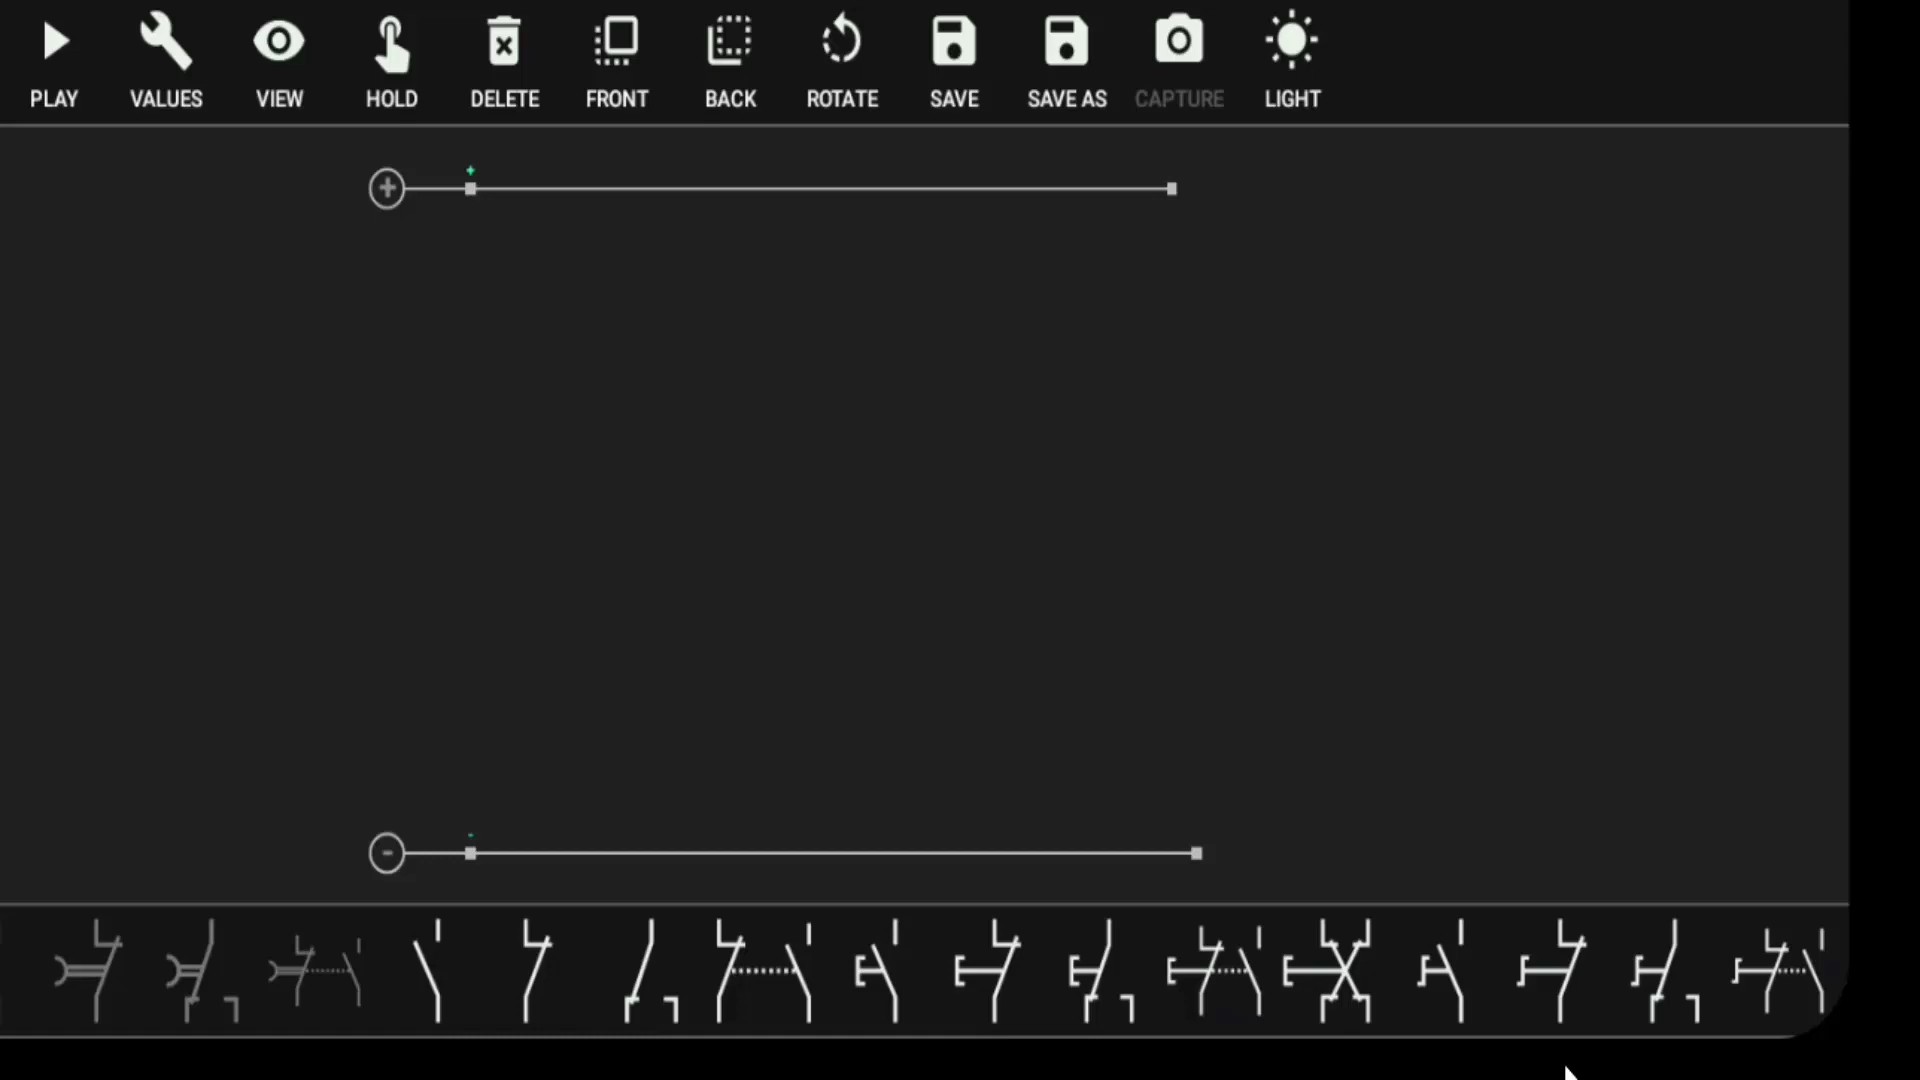 PLAY VALUES VIEW HOLD DELETE FRONT BACK ROTATE SAVE SAVE AS CAPTURE LIGHT
+
+
-
-